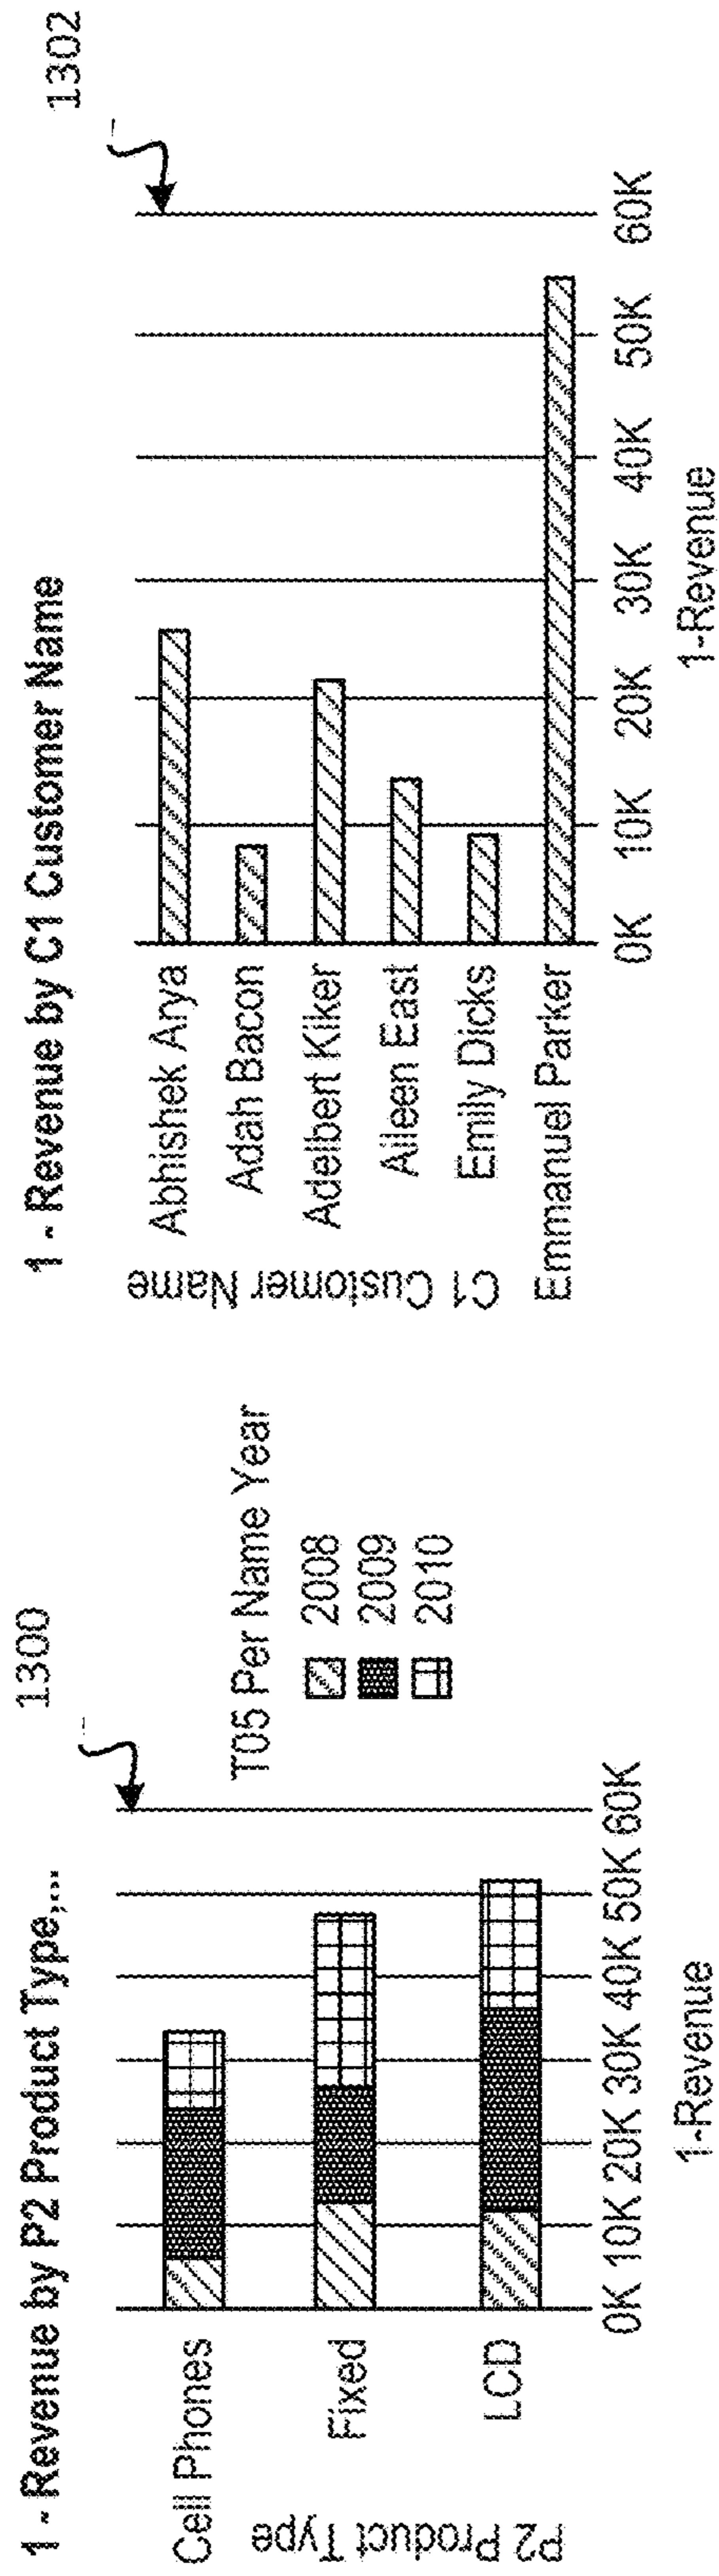 1 - Revenue by P2 Product Type,...
1300
P2 Product Type
Cell Phones
Fixed
LCD
0K 10K 20K 30K 40K 50K 60K
1-Revenue
T05 Per Name Year
2008
2009
2010
1 - Revenue by C1 Customer Name
1302
C1 Customer Name
Abhishek Arya
Adah Bacon
Adelbert Kiker
Aileen East
Emily Dicks
Emmanuel Parker
0K 10K 20K 30K 40K 50K 60K
1-Revenue